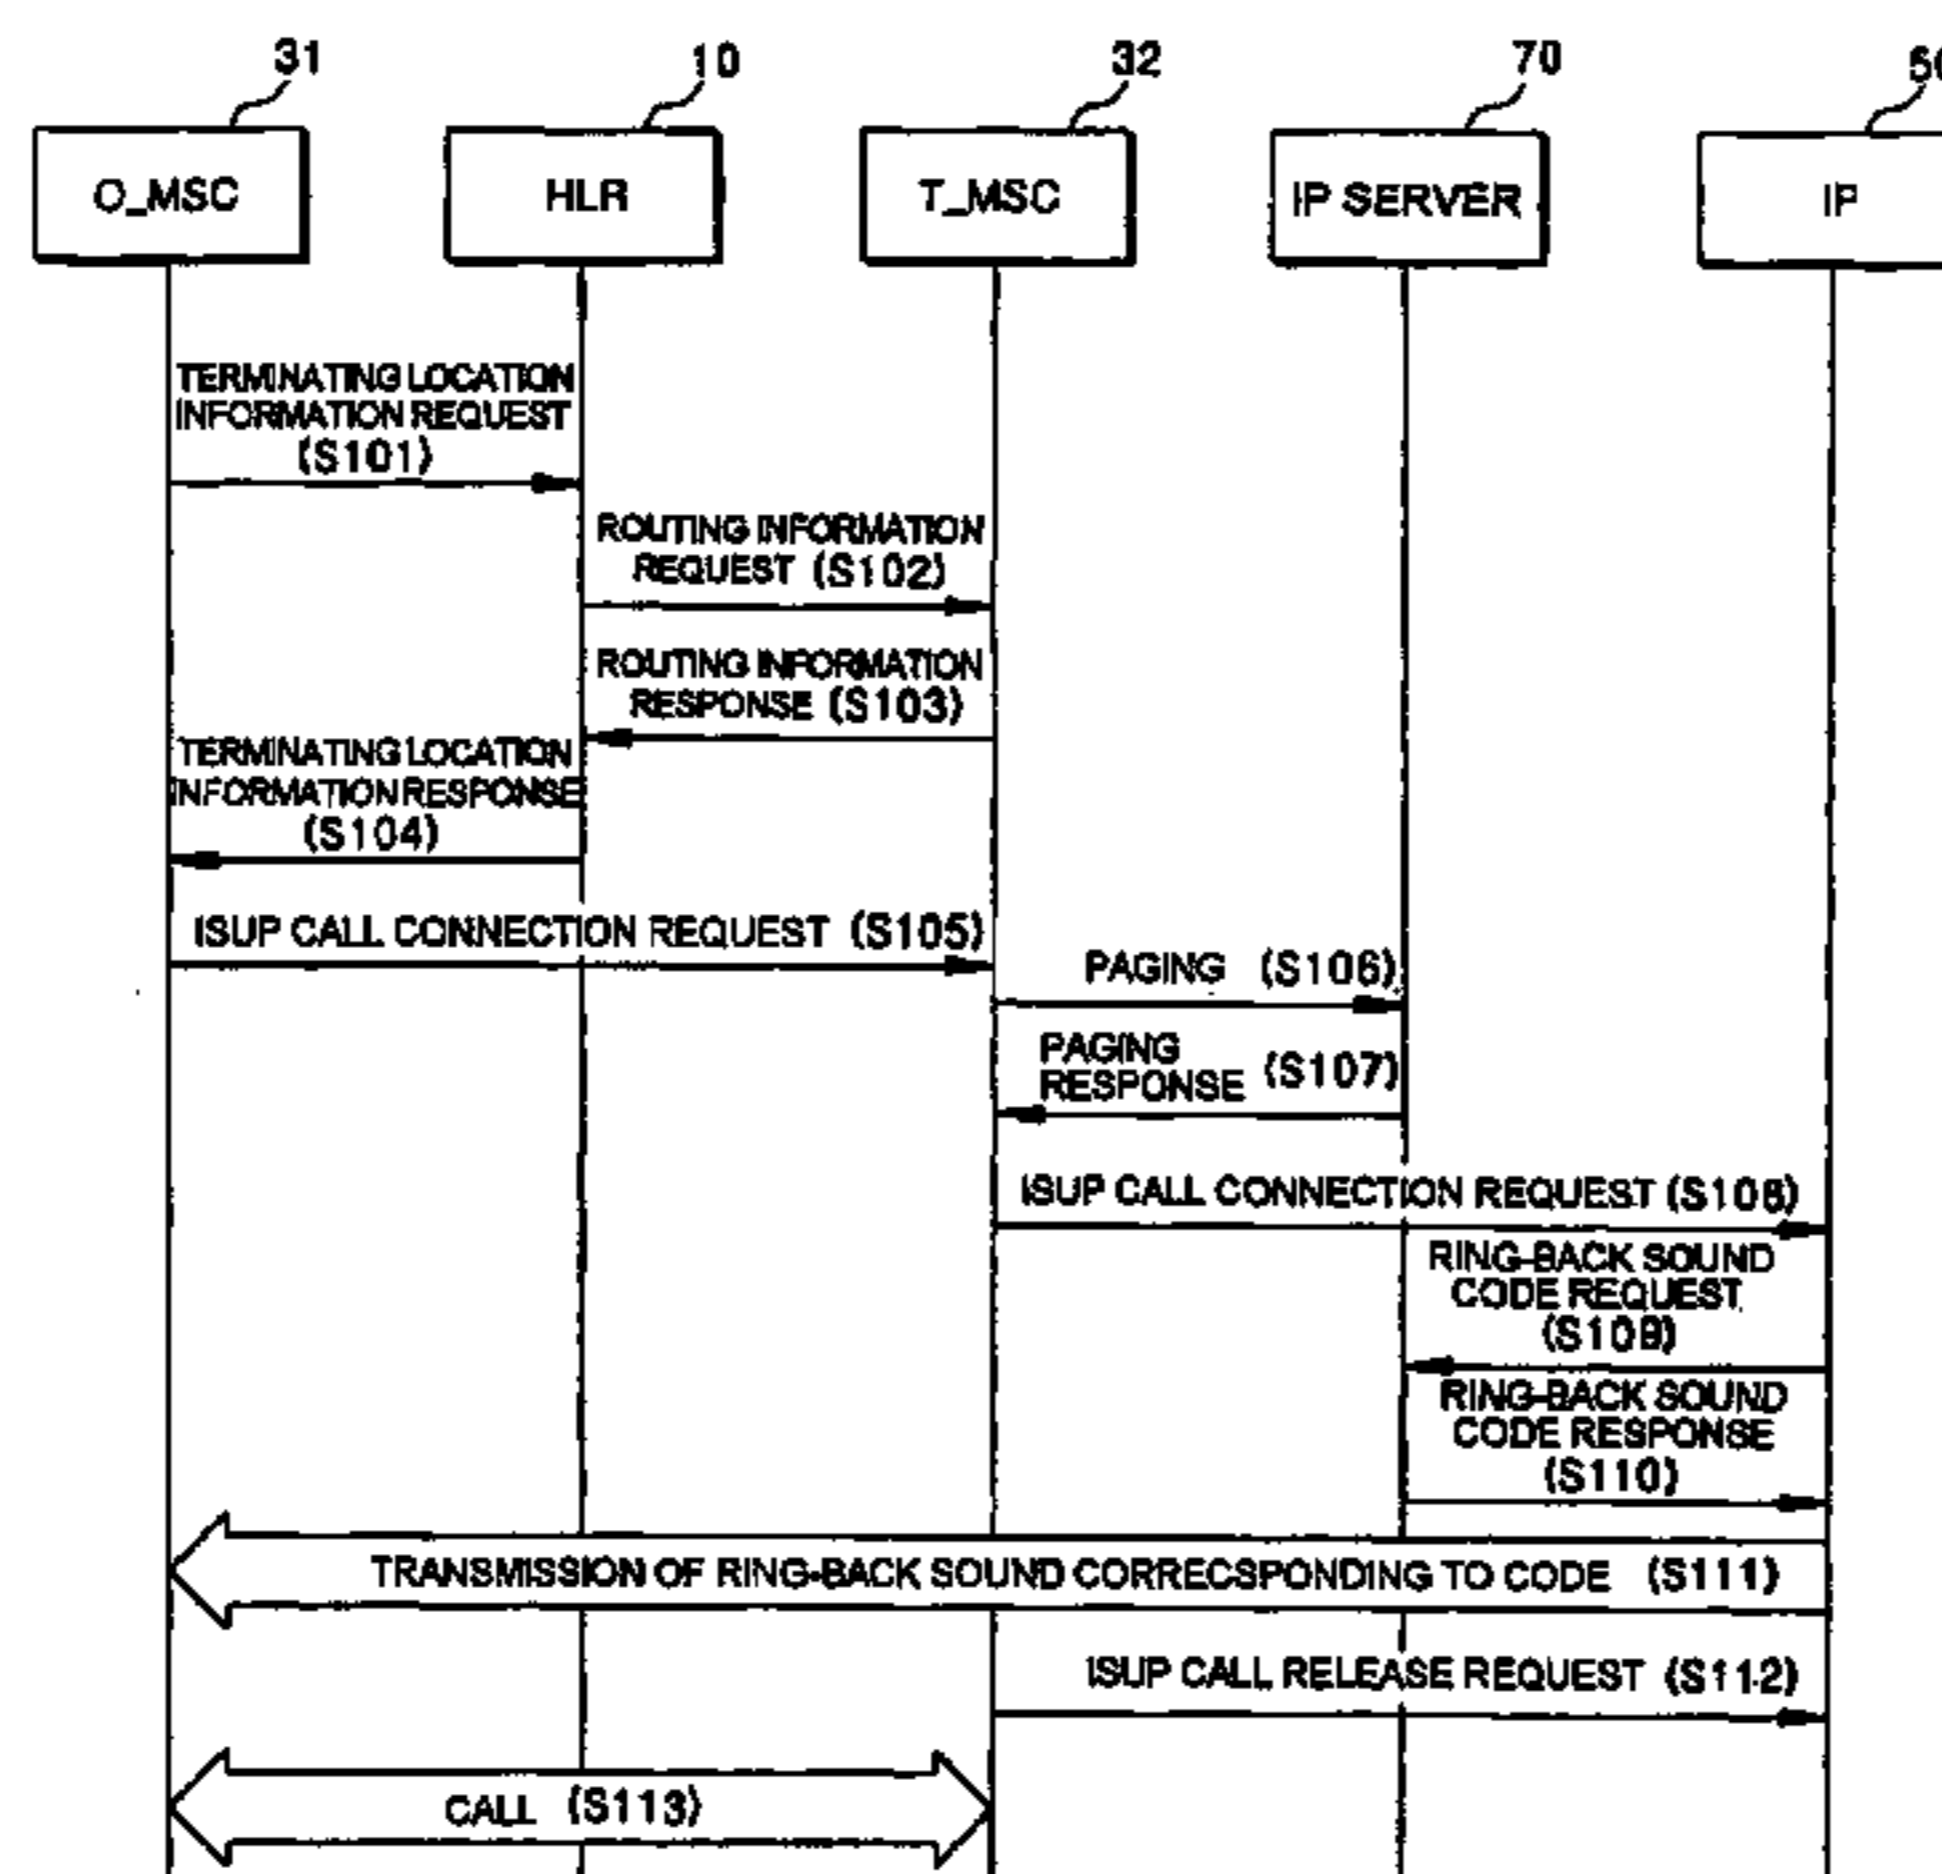 31
10
32
70
O_MSC
HLR
T_MSC
IP SERVER
IP
TERMINATING LOCATION
INFORMATION REQUEST
(S101)
ROUTING INFORMATION
REQUEST (S102)
ROUTING INFORMATION
RESPONSE (S103)
TERMINATING LOCATION
INFORMATION RESPONSE
(S104)
ISUP CALL CONNECTION REQUEST (S105)
PAGING (S106)
PAGING
RESPONSE (S107)
ISUP CALL CONNECTION REQUEST (S108)
RING-BACK SOUND
CODE REQUEST
(S109)
RING-BACK SOUND
CODE RESPONSE
(S110)
TRANSMISSION OF RING-BACK SOUND CORRECSPONDING TO CODE (S111)
ISUP CALL RELEASE REQUEST (S112)
CALL (S113)